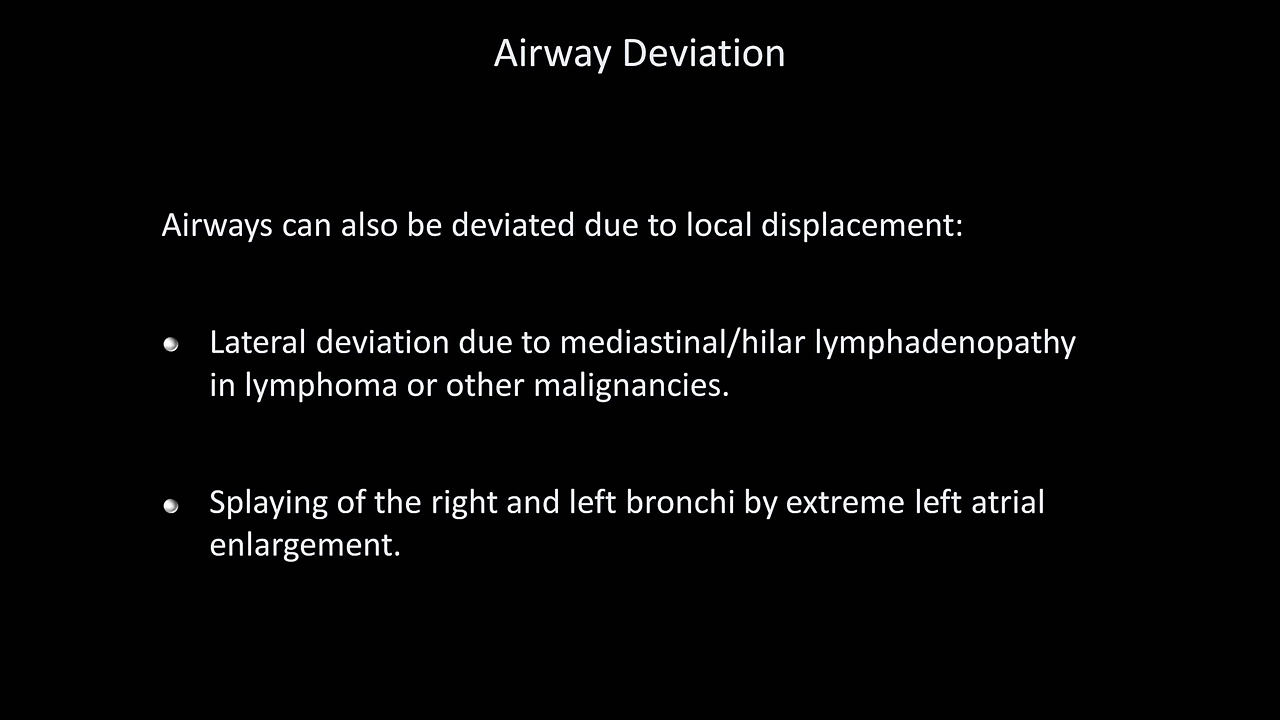 Airway Deviation
Airways can also be deviated due to local displacement:
Lateral deviation due to mediastinal/hilar lymphadenopathy
in lymphoma or other malignancies.
Splaying of the right and left bronchi by extreme left atrial
enlargement.